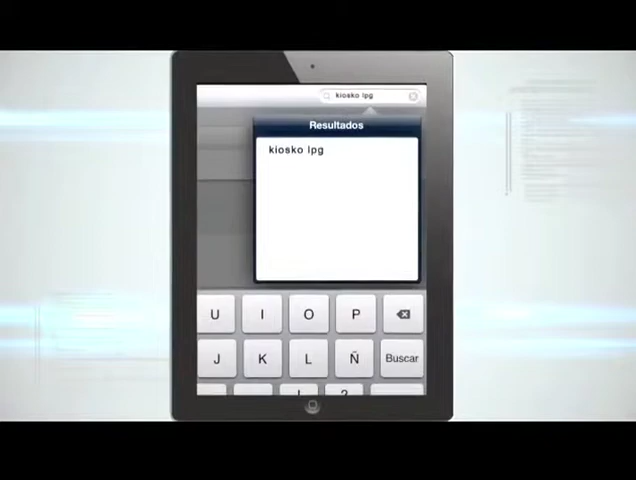 kiosko lpg
Resultados
kiosko lpg
U I O P
J K L Ñ Buscar
! ?